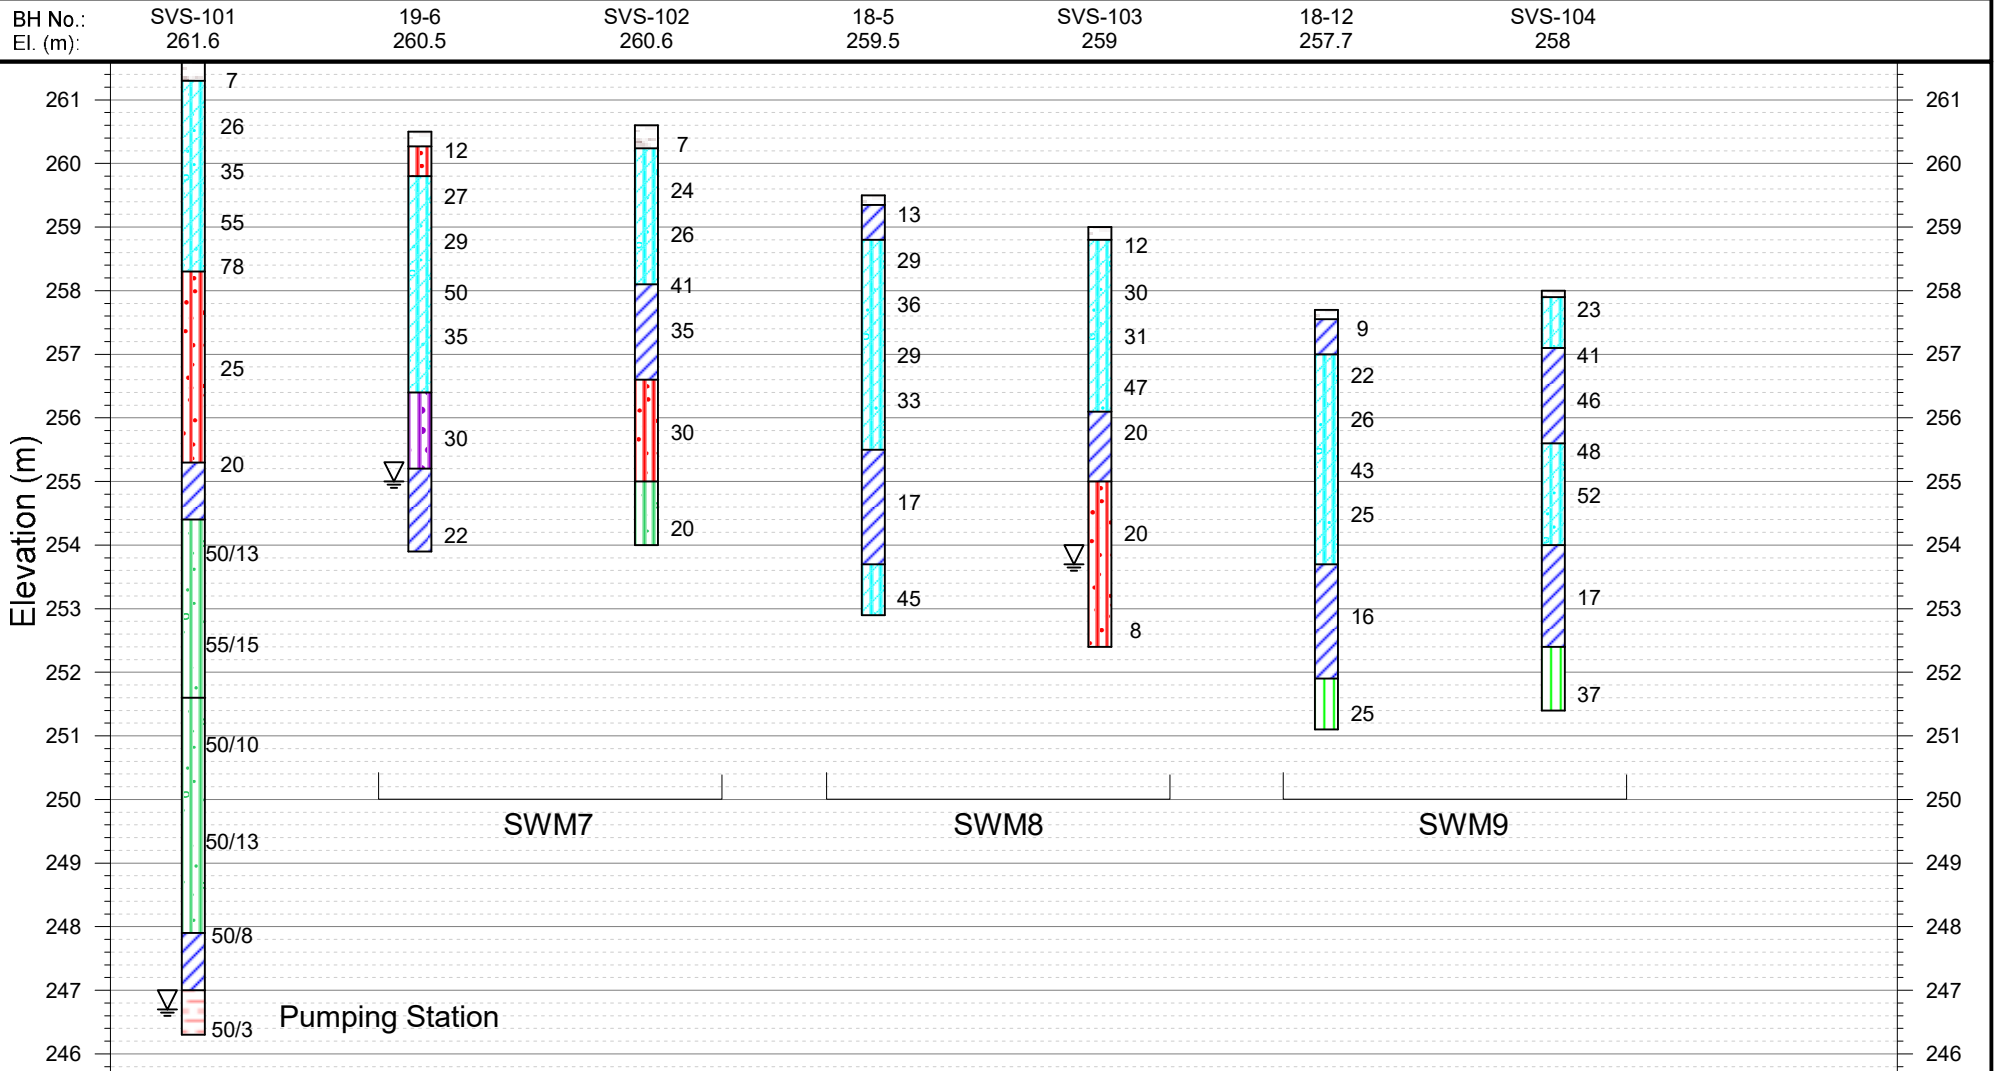 BH No.: SVS-101 19-6 SVS-102 18-5 SVS-103 18-12 SVS-104
El. (m): 261.6 260.5 260.6 259.5 259 257.7 258
7
261 261
26
12 7
260 35 260
27 24
13
259 55 29 26 12 259
78 29
258 50 41 36 30 23 258
35 35 31 9
257 25 29 41 257
22
33 47 46
256 26 256
30 30 20
20 43 48
255 17 52 255
25
22 20 20
254 50/13 254
45 17
253 16 253
55/15 8
252 252
37
25
251 50/10 251
250 250
SWM7 SWM8 SWM9
50/13
249 249
248 50/8 248
247 247
Pumping Station
50/3
246 246
Elevation (m)